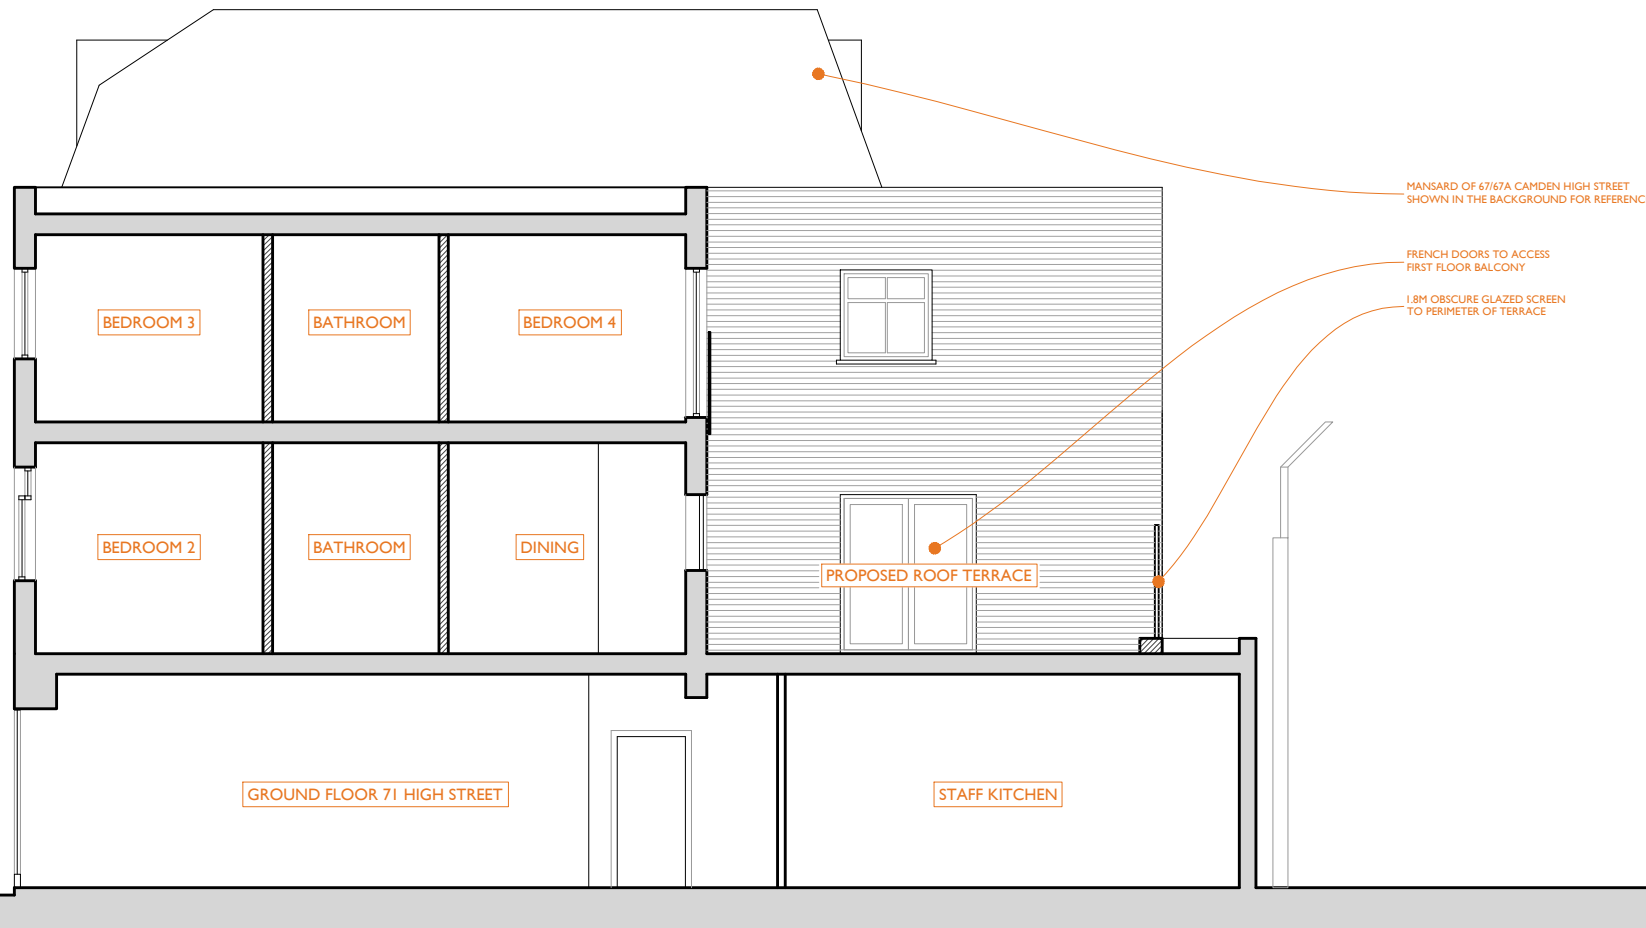 MANSARD OF 67/67A CAMDEN HIGH STREET
SHOWN IN THE BACKGROUND FOR REFERENC
FRENCH DOORS TO ACCESS
FIRST FLOOR BALCONY
1.8M OBSCURE GLAZED SCREEN
TO PERIMETER OF TERRACE
BEDROOM 3
BATHROOM
BEDROOM 4
BEDROOM 2
BATHROOM
DINING
PROPOSED ROOF TERRACE
GROUND FLOOR 71 HIGH STREET
STAFF KITCHEN